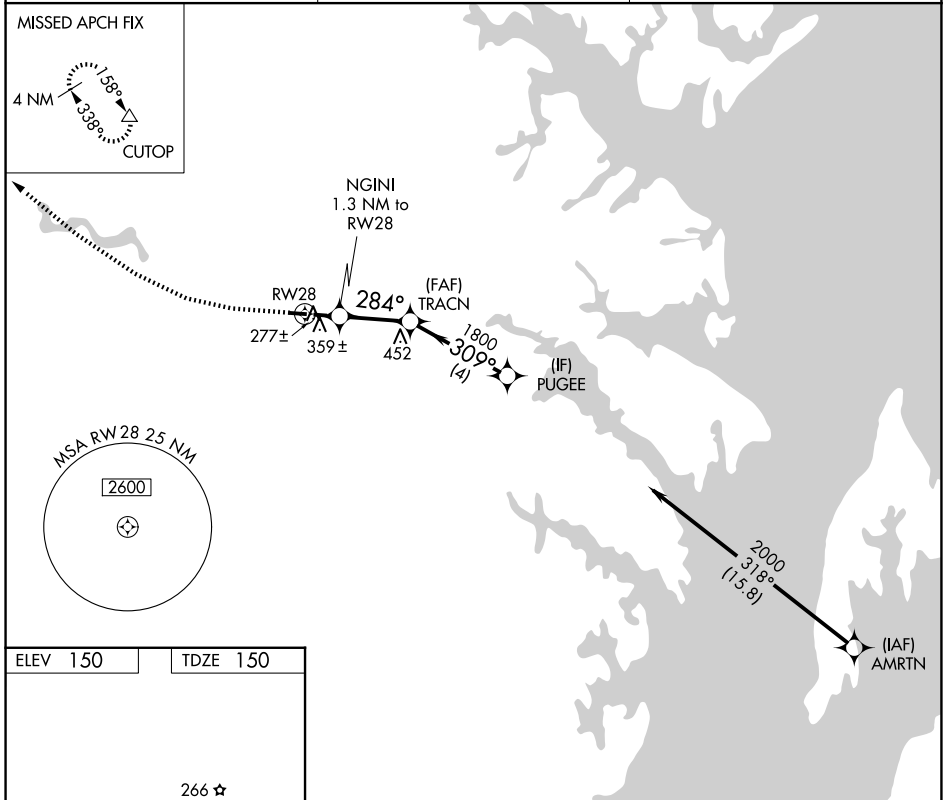 MISSED APCH FIX
4 NM
158°
338°
CUTOP
NGINI
1.3 NM to
RW28
RW28
284°
(FAF)
TRACN
277±
359±
452
1800
309°
(4)
(IF)
PUGEE
MSA RW28 25 NM
2600
2000
318°
(15.8)
(IAF)
AMRTN
ELEV 150
TDZE 150
266